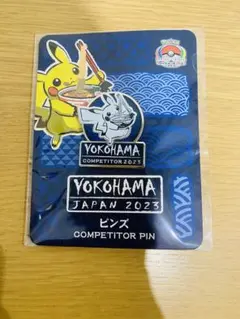 YOKOHAMA
COMPETITOR 2023
YOKOHAMA
JAPAN 2023
ピンズ
COMPETITOR PIN